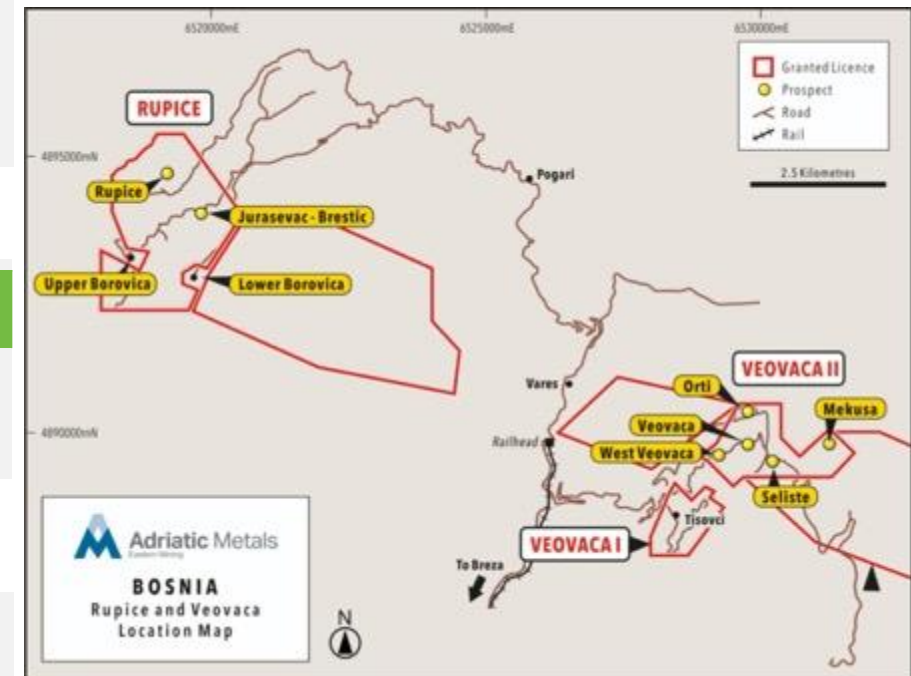 6520000mE
6525000mE
6530000mE
Granted Licence
Prospect
Road
Rail
2.5 Kilometres
RUPICE
4895000mN
Rupice
Pogari
Jurasevac - Brestic
Upper Borovica
Lower Borovica
VEOVACA II
Orti
Vares
Mekusa
Veovaca
4890000mN
Railhead
West Veovaca
Seliste
Tisovci
VEOVACA I
To Breza
Adriatic Metals
Eastern Mining
BOSNIA
Rupice and Veovaca
Location Map
N